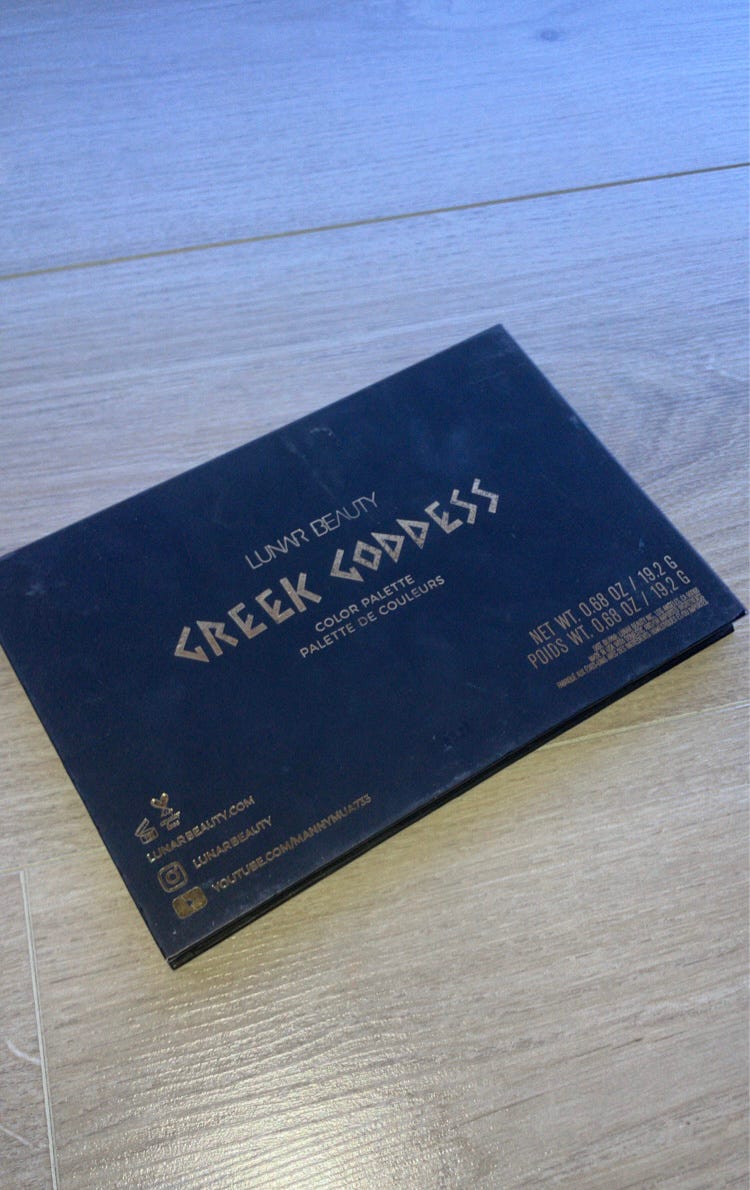 LUNAR BEAUTY
GREEK GODDESS
COLOR PALETTE
PALETTE DE COULEURS
NET WT. 0.68 OZ / 19.2 G
POIDS WT. 0.68 OZ / 19.2 G
LUNARBEAUTY.COM
LUNARBEAUTY
YOUTUBE.COM/MANNYMUA733